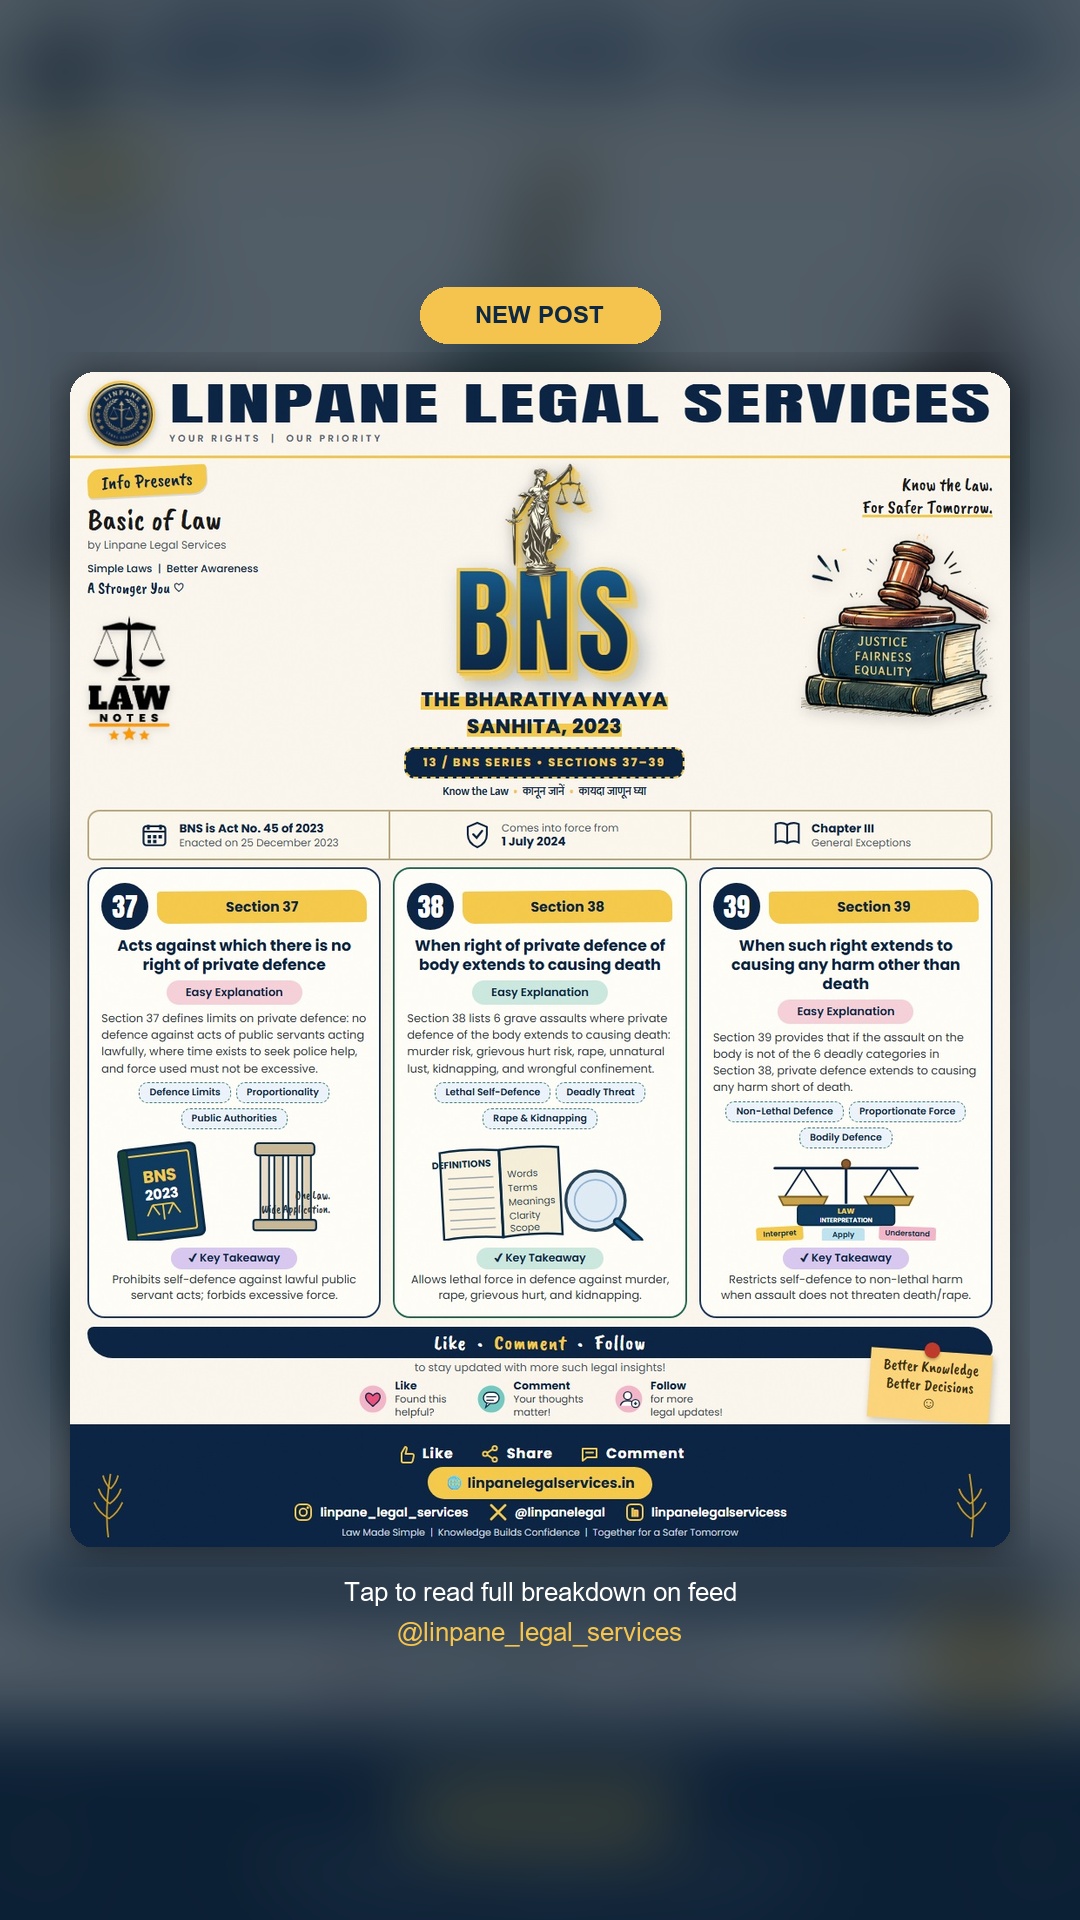 NEW POST
LINPANE LEGAL SERVICES
YOUR RIGHTS | OUR PRIORITY
Info Presents
Basic of Law
by Linpane Legal Services
Simple Laws | Better Awareness
A Stronger You ♡
LAW
NOTES
Know the Law.
For Safer Tomorrow.
JUSTICE
FAIRNESS
EQUALITY
BNS
THE BHARATIYA NYAYA
SANHITA, 2023
13 / BNS SERIES • SECTIONS 37–39
Know the Law • कानून जानें • कायदा जाणून घ्या
BNS is Act No. 45 of 2023
Enacted on 25 December 2023
Comes into force from
1 July 2024
Chapter III
General Exceptions
37
Section 37
Acts against which there is no
right of private defence
Easy Explanation
Section 37 defines limits on private defence: no
defence against acts of public servants acting
lawfully, where time exists to seek police help,
and force used must not be excessive.
Defence Limits
Proportionality
Public Authorities
BNS
2023
One Law.
Wide Application.
✓ Key Takeaway
Prohibits self-defence against lawful public
servant acts; forbids excessive force.
38
Section 38
When right of private defence of
body extends to causing death
Easy Explanation
Section 38 lists 6 grave assaults where private
defence of the body extends to causing death:
murder risk, grievous hurt risk, rape, unnatural
lust, kidnapping, and wrongful confinement.
Lethal Self-Defence
Deadly Threat
Rape & Kidnapping
DEFINITIONS
Words
Terms
Meanings
Clarity
Scope
✓ Key Takeaway
Allows lethal force in defence against murder,
rape, grievous hurt, and kidnapping.
39
Section 39
When such right extends to
causing any harm other than
death
Easy Explanation
Section 39 provides that if the assault on the
body is not of the 6 deadly categories in
Section 38, private defence extends to causing
any harm short of death.
Non-Lethal Defence
Proportionate Force
Bodily Defence
LAW
INTERPRETATION
Interpret
Apply
Understand
✓ Key Takeaway
Restricts self-defence to non-lethal harm
when assault does not threaten death/rape.
Like • Comment • Follow
to stay updated with more such legal insights!
Like
Found this
helpful?
Comment
Your thoughts
matter!
Follow
for more
legal updates!
Better Knowledge
Better Decisions
☺
Like
Share
Comment
linpanelegalservices.in
linpane_legal_services
@linpanelegal
linpanelegalservicess
Law Made Simple | Knowledge Builds Confidence | Together for a Safer Tomorrow
Tap to read full breakdown on feed
@linpane_legal_services